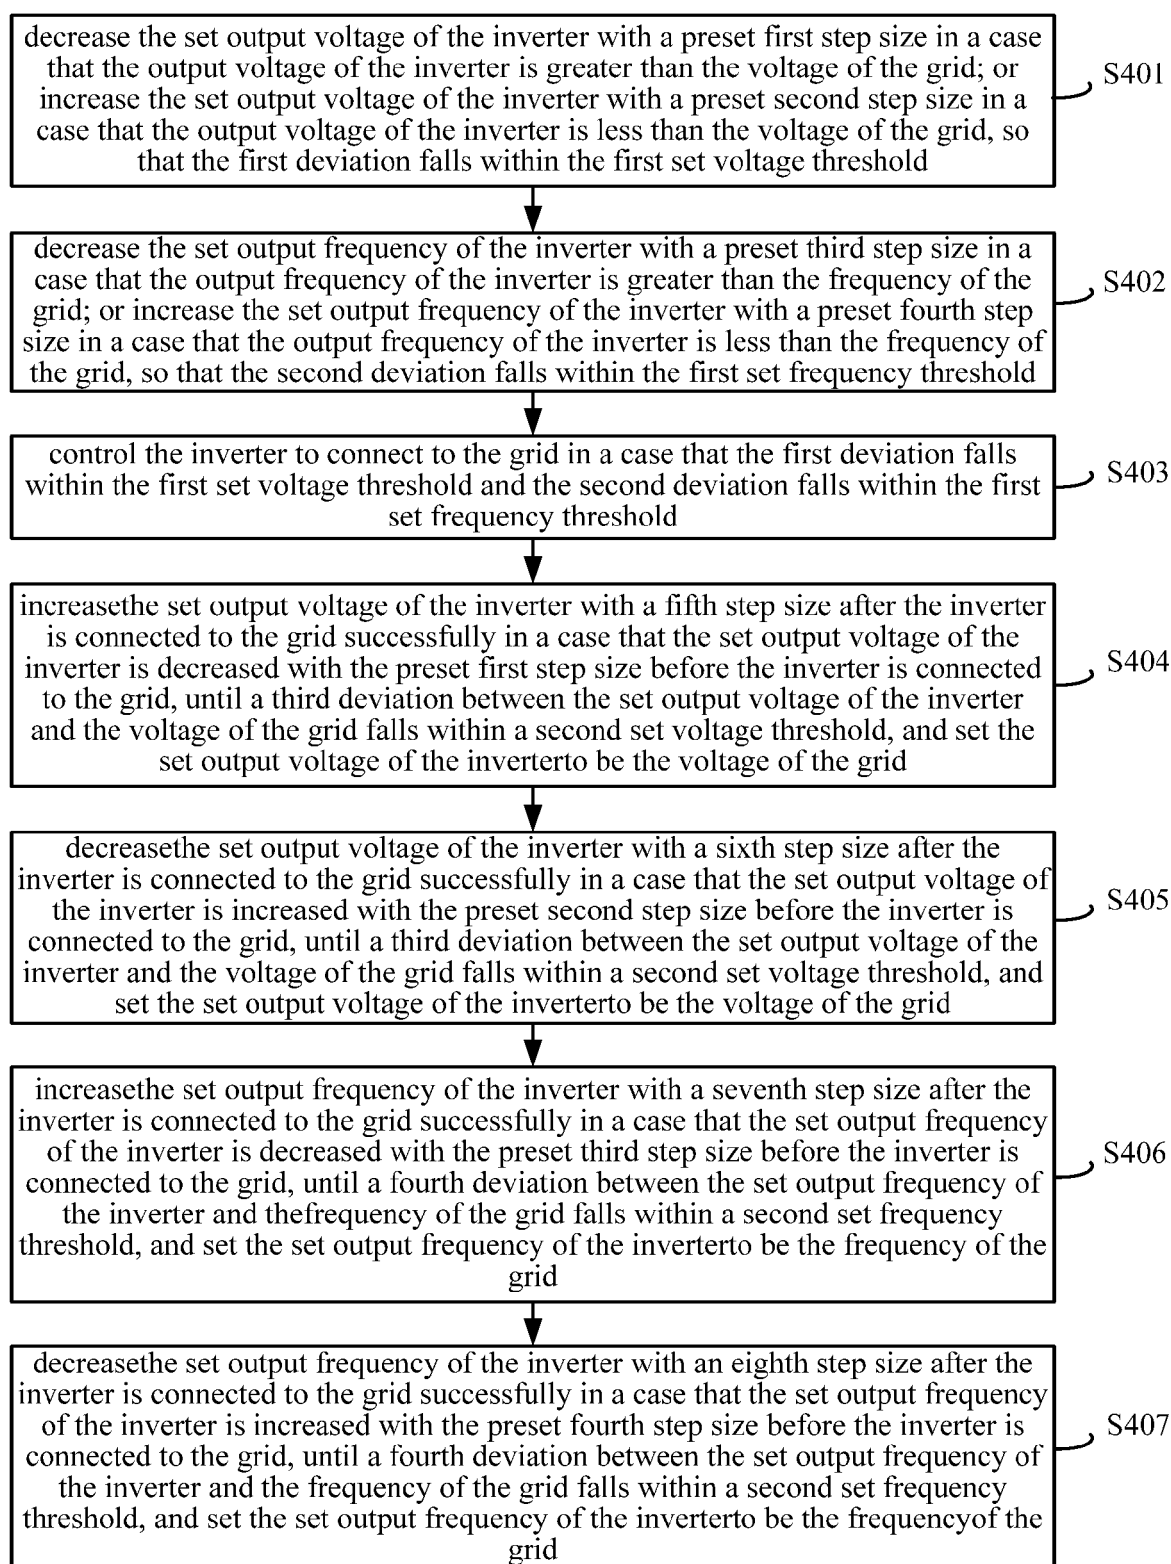 decrease the set output voltage of the inverter with a preset first step size in a case
that the output voltage of the inverter is greater than the voltage of the grid; or
increase the set output voltage of the inverter with a preset second step size in a
case that the output voltage of the inverter is less than the voltage of the grid, so
that the first deviation falls within the first set voltage threshold
S401
decrease the set output frequency of the inverter with a preset third step size in a
case that the output frequency of the inverter is greater than the frequency of the
grid; or increase the set output frequency of the inverter with a preset fourth step
size in a case that the output frequency of the inverter is less than the frequency of
the grid, so that the second deviation falls within the first set frequency threshold
S402
control the inverter to connect to the grid in a case that the first deviation falls
within the first set voltage threshold and the second deviation falls within the first
set frequency threshold
S403
increasethe set output voltage of the inverter with a fifth step size after the inverter
is connected to the grid successfully in a case that the set output voltage of the
inverter is decreased with the preset first step size before the inverter is connected
to the grid, until a third deviation between the set output voltage of the inverter
and the voltage of the grid falls within a second set voltage threshold, and set the
set output voltage of the inverterto be the voltage of the grid
S404
decreasethe set output voltage of the inverter with a sixth step size after the
inverter is connected to the grid successfully in a case that the set output voltage of
the inverter is increased with the preset second step size before the inverter is
connected to the grid, until a third deviation between the set output voltage of the
inverter and the voltage of the grid falls within a second set voltage threshold, and
set the set output voltage of the inverterto be the voltage of the grid
S405
increasethe set output frequency of the inverter with a seventh step size after the
inverter is connected to the grid successfully in a case that the set output frequency
of the inverter is decreased with the preset third step size before the inverter is
connected to the grid, until a fourth deviation between the set output frequency of
the inverter and thefrequency of the grid falls within a second set frequency
threshold, and set the set output frequency of the inverterto be the frequency of the
grid
S406
decreasethe set output frequency of the inverter with an eighth step size after the
inverter is connected to the grid successfully in a case that the set output frequency
of the inverter is increased with the preset fourth step size before the inverter is
connected to the grid, until a fourth deviation between the set output frequency of
the inverter and the frequency of the grid falls within a second set frequency
threshold, and set the set output frequency of the inverterto be the frequencyof the
grid
S407